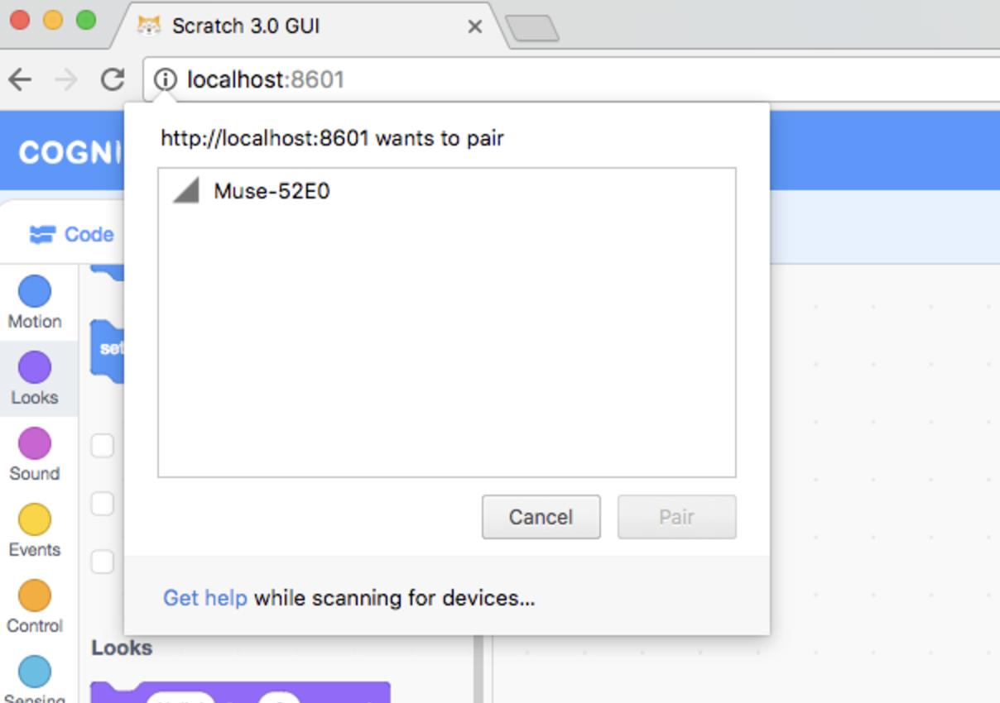 Scratch 3.0 GUI
localhost:8601
http://localhost:8601 wants to pair
COGNI
Muse-52E0
Code
Motion
set
Looks
Sound
Cancel
Pair
Events
Get help while scanning for devices...
Control
Looks
Sensing